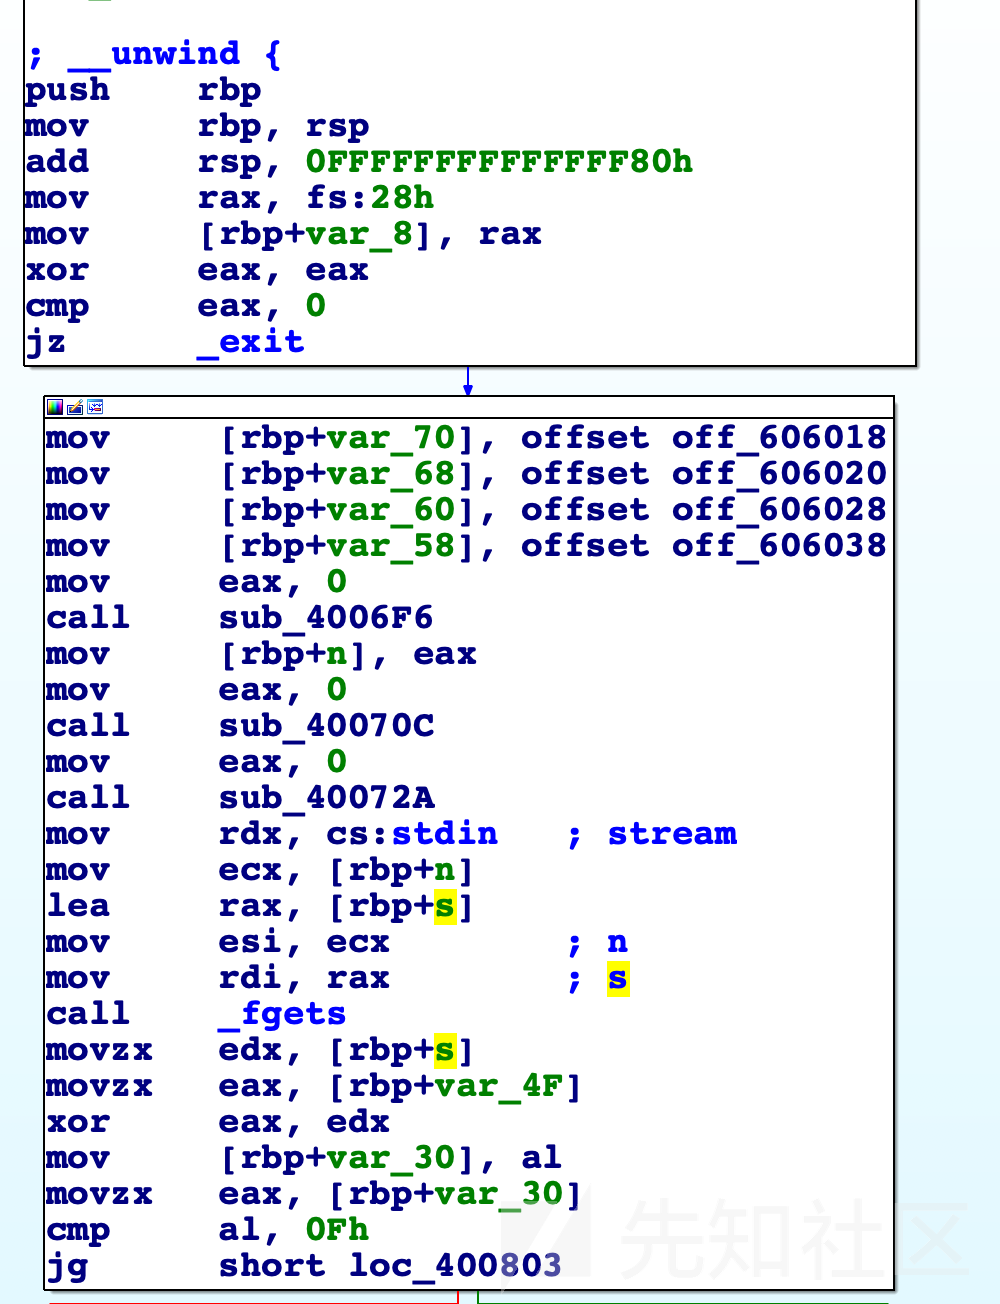 ; __unwind {
push rbp
mov rbp, rsp
add rsp, 0FFFFFFFFFFFFFF80h
mov rax, fs:28h
mov [rbp+var_8], rax
xor eax, eax
cmp eax, 0
jz _exit
mov [rbp+var_70], offset off_606018
mov [rbp+var_68], offset off_606020
mov [rbp+var_60], offset off_606028
mov [rbp+var_58], offset off_606038
mov eax, 0
call sub_4006F6
mov [rbp+n], eax
mov eax, 0
call sub_40070C
mov eax, 0
call sub_40072A
mov rdx, cs:stdin ; stream
mov ecx, [rbp+n]
lea rax, [rbp+s]
mov esi, ecx ; n
mov rdi, rax ; s
call _fgets
movzx edx, [rbp+s]
movzx eax, [rbp+var_4F]
xor eax, edx
mov [rbp+var_30], al
movzx eax, [rbp+var_30]
cmp al, 0Fh
jg short loc_400803
先知社区